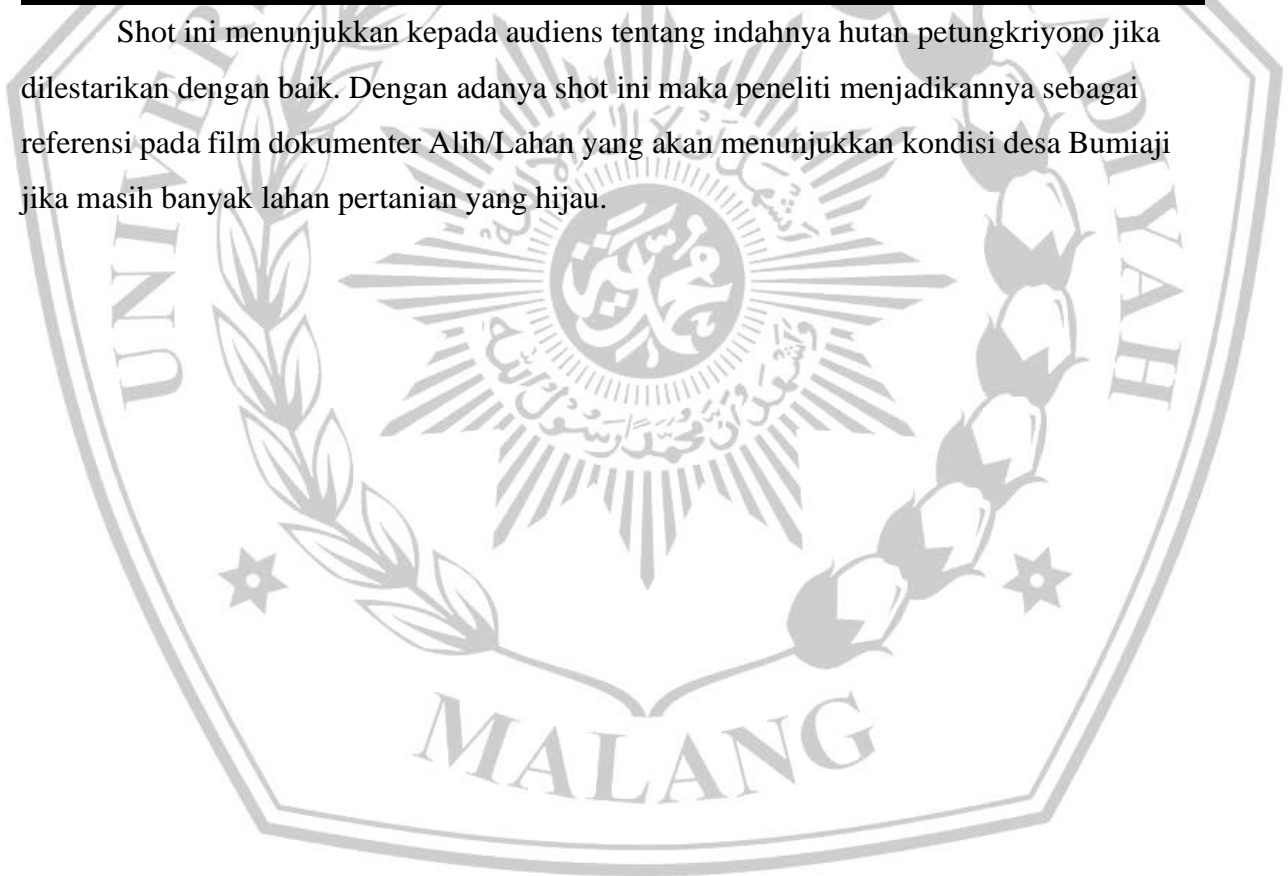 Shot ini menunjukkan kepada audiens tentang indahnya hutan petungkriyono jika
dilestarikan dengan baik. Dengan adanya shot ini maka peneliti menjadikannya sebagai
referensi pada film dokumenter Alih/Lahan yang akan menunjukkan kondisi desa Bumiaji
jika masih banyak lahan pertanian yang hijau.
MALANG